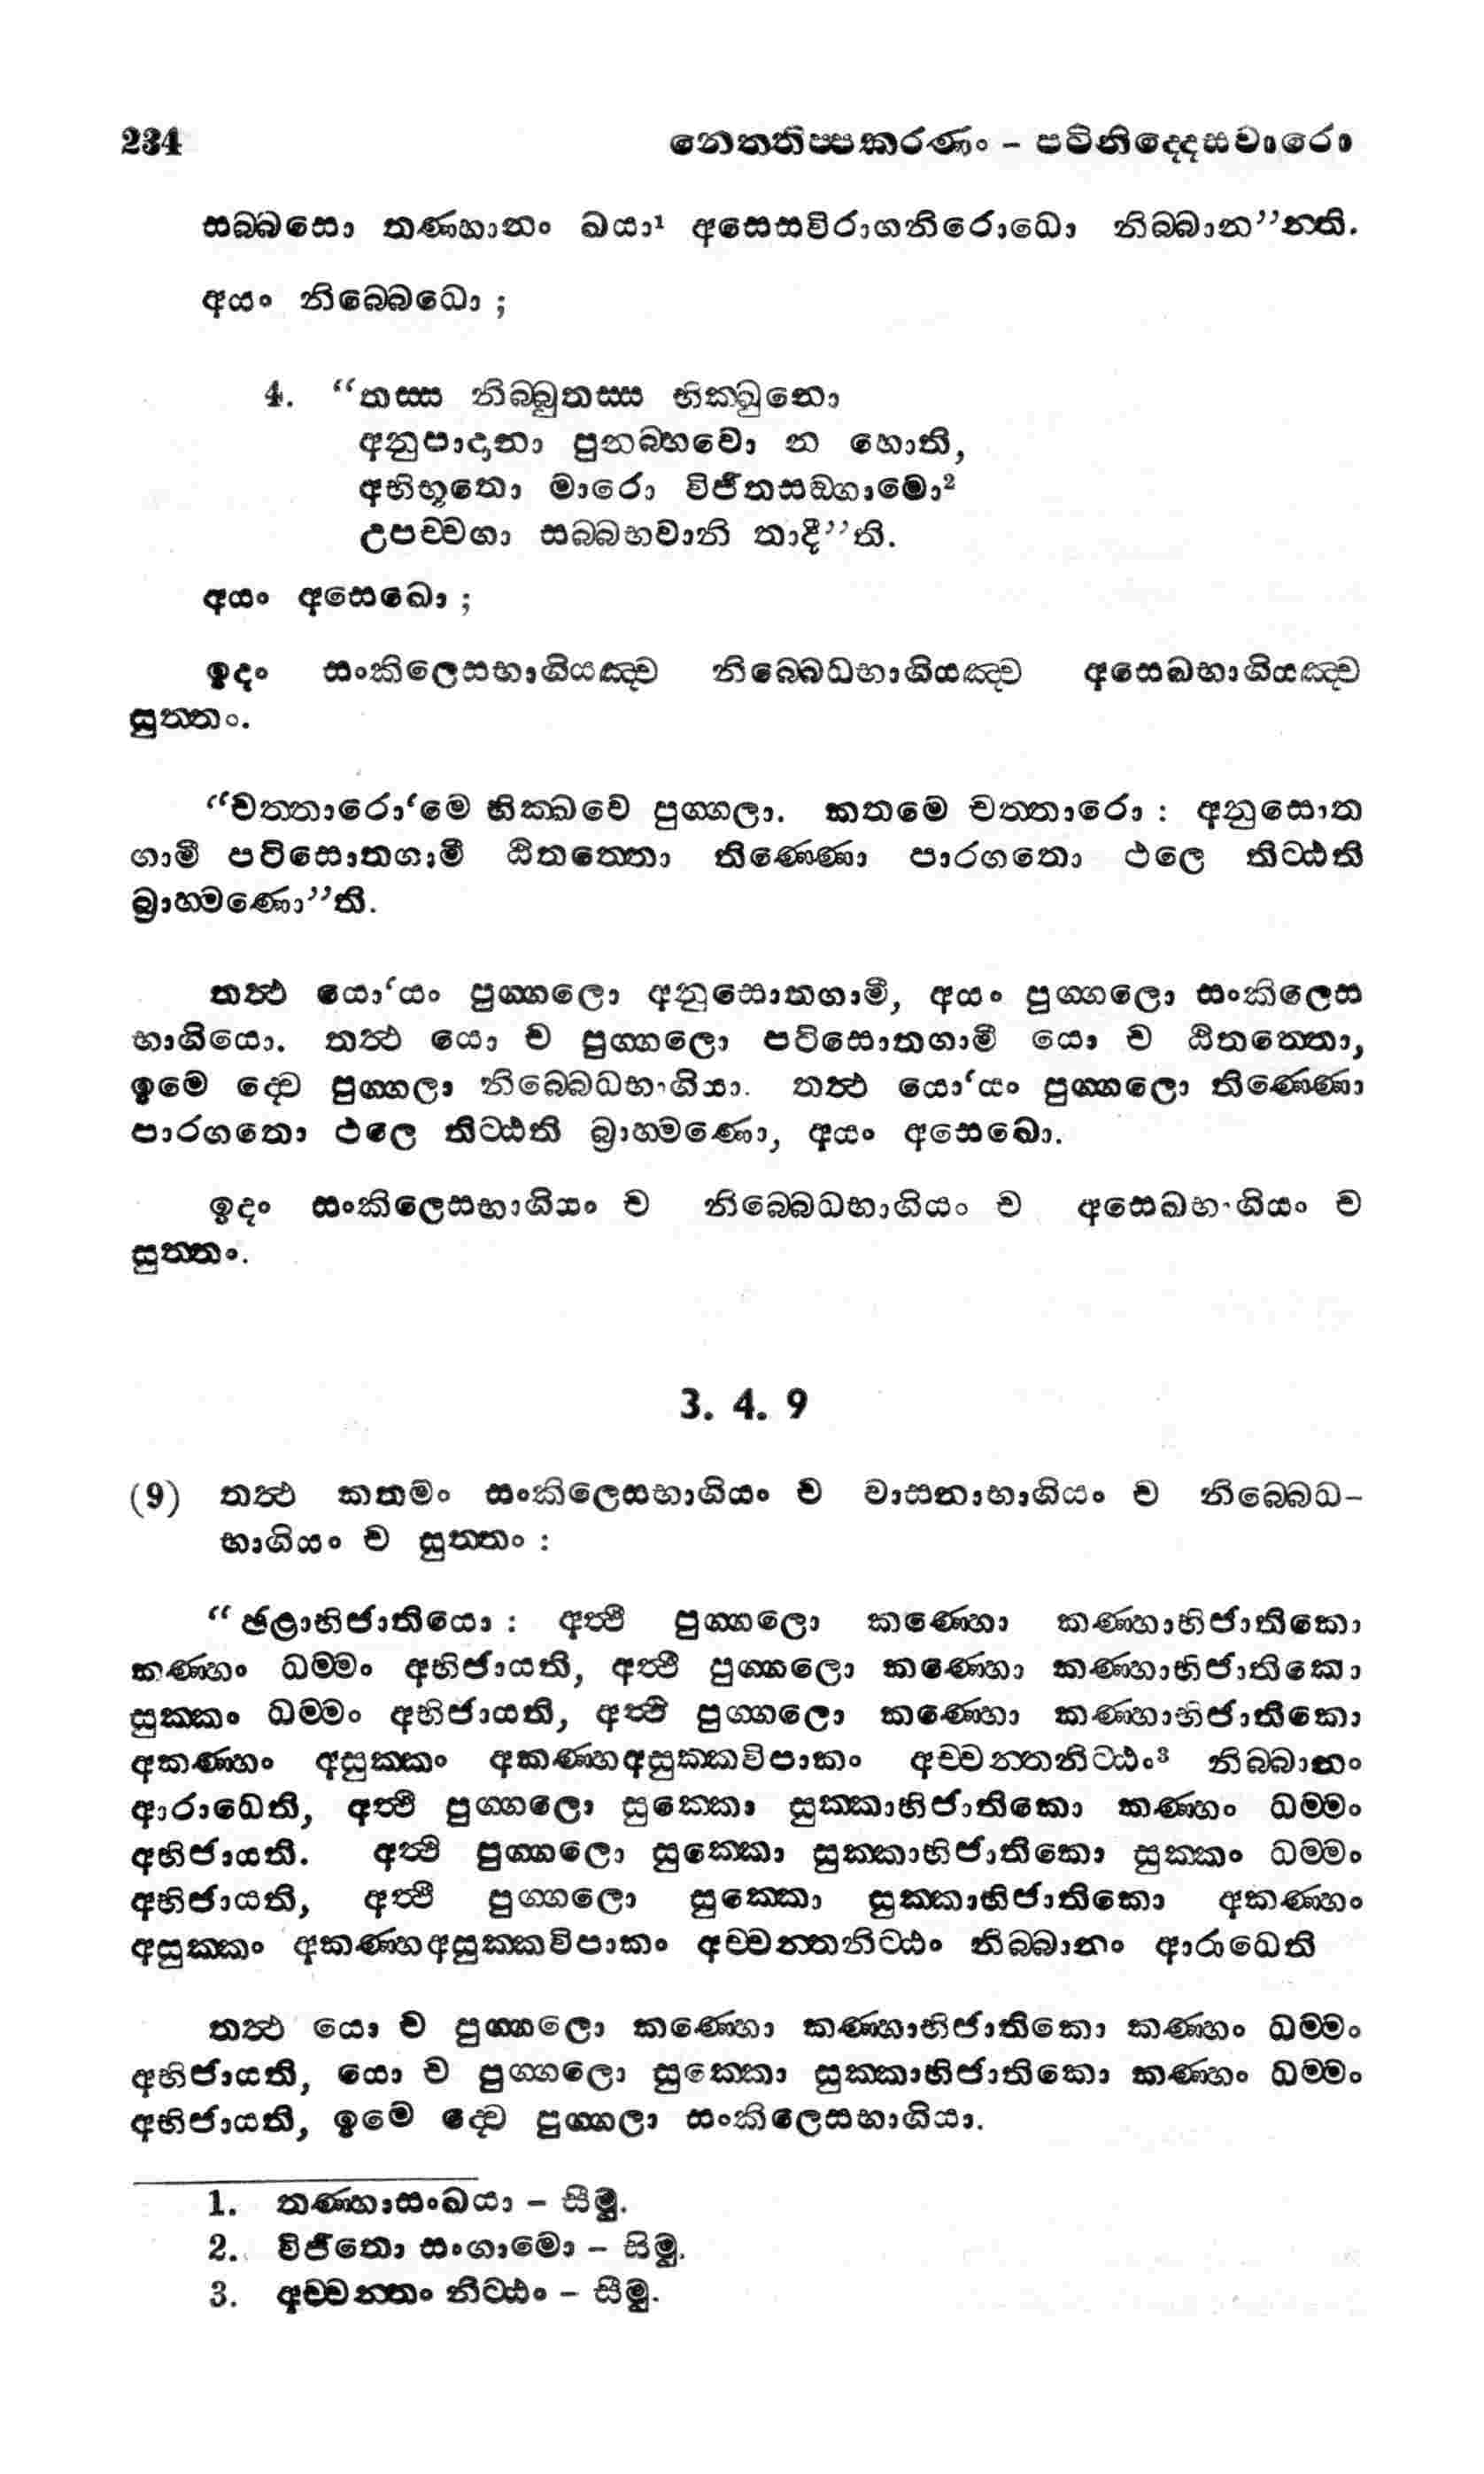 234 නෙත්තිප්පකරණං - පටිනිද්දෙසවාරො
සබ්බසො තණ්හානං ඛයා¹ අසෙසවිරාගනිරොධො නිබ්බාන”න්ති.
අයං නිබ්බෙධො ;
4. “තස්ස නිබ්බුතස්ස භික්ඛුනො
අනුපාදානා පුනබ්භවො න හොති,
අභිභූතො මාරො විජිතසඞ්ගාමො²
උපච්චගා සබ්බභවානි තාදී”ති.
අයං අසෙඛො ;
ඉදං සංකිලෙසභාගියඤ්ච නිබ්බෙධභාගියඤ්ච අසෙඛභාගියඤ්ච
සුත්තං.
“චත්තාරො‘මෙ භික්ඛවෙ පුග්ගලා. කතමෙ චත්තාරො : අනුසොත
ගාමී පටිසොතගාමී ඨිතත්තො තිණ්ණො පාරගතො ථලෙ තිට්ඨති
බ්‍රාහ්මණො”ති.
තත්‍ථ යො‘යං පුග්ගලො අනුසොතගාමී, අයං පුග්ගලො සංකිලෙස
භාගියො. තත්‍ථ යො ච පුග්ගලො පටිසොතගාමී යො ච ඨිතත්තො,
ඉමෙ ද්වෙ පුග්ගලා නිබ්බෙධභාගියා. තත්‍ථ යො‘යං පුග්ගලො තිණ්ණො
පාරගතො ථලෙ තිට්ඨති බ්‍රාහ්මණො, අයං අසෙඛො.
ඉදං සංකිලෙසභාගියං ච නිබ්බෙධභාගියං ච අසෙඛභාගියං ච
සුත්තං.
3. 4. 9
(9) තත්‍ථ කතමං සංකිලෙසභාගියං ච වාසනාභාගියං ච නිබ්බෙධ-
භාගියං ච සුත්තං :
“ඡළාභිජාතියො : අත්‍ථි පුග්ගලො කණ්හො කණ්හාභිජාතිකො
කණ්හං ධම්මං අභිජායති, අත්‍ථි පුග්ගලො කණ්හො කණ්හාභිජාතිකො
සුක්කං ධම්මං අභිජායති, අත්‍ථි පුග්ගලො කණ්හො කණ්හාභිජාතිකො
අකණ්හං අසුක්කං අකණ්හඅසුක්කවිපාකං අච්චන්තනිට්ඨං³ නිබ්බානං
ආරාධෙති, අත්‍ථි පුග්ගලො සුක්කො සුක්කාභිජාතිකො කණ්හං ධම්මං
අභිජායති. අත්‍ථි පුග්ගලො සුක්කො සුක්කාභිජාතිකො සුක්කං ධම්මං
අභිජායති, අත්‍ථි පුග්ගලො සුක්කො සුක්කාභිජාතිකො අකණ්හං
අසුක්කං අකණ්හඅසුක්කවිපාකං අච්චන්තනිට්ඨං නිබ්බානං ආරාධෙති
තත්‍ථ යො ච පුග්ගලො කණ්හො කණ්හාභිජාතිකො කණ්හං ධම්මං
අභිජායති, යො ච පුග්ගලො සුක්කො සුක්කාභිජාතිකො කණ්හං ධම්මං
අභිජායති, ඉමෙ ද්වෙ පුග්ගලා සංකිලෙසභාගියා.
1. තණ්හාසංඛයා - සීමු.
2. විජිතො සංගාමො - සිමු.
3. අච්චන්තං නිට්ඨං - සීමු.